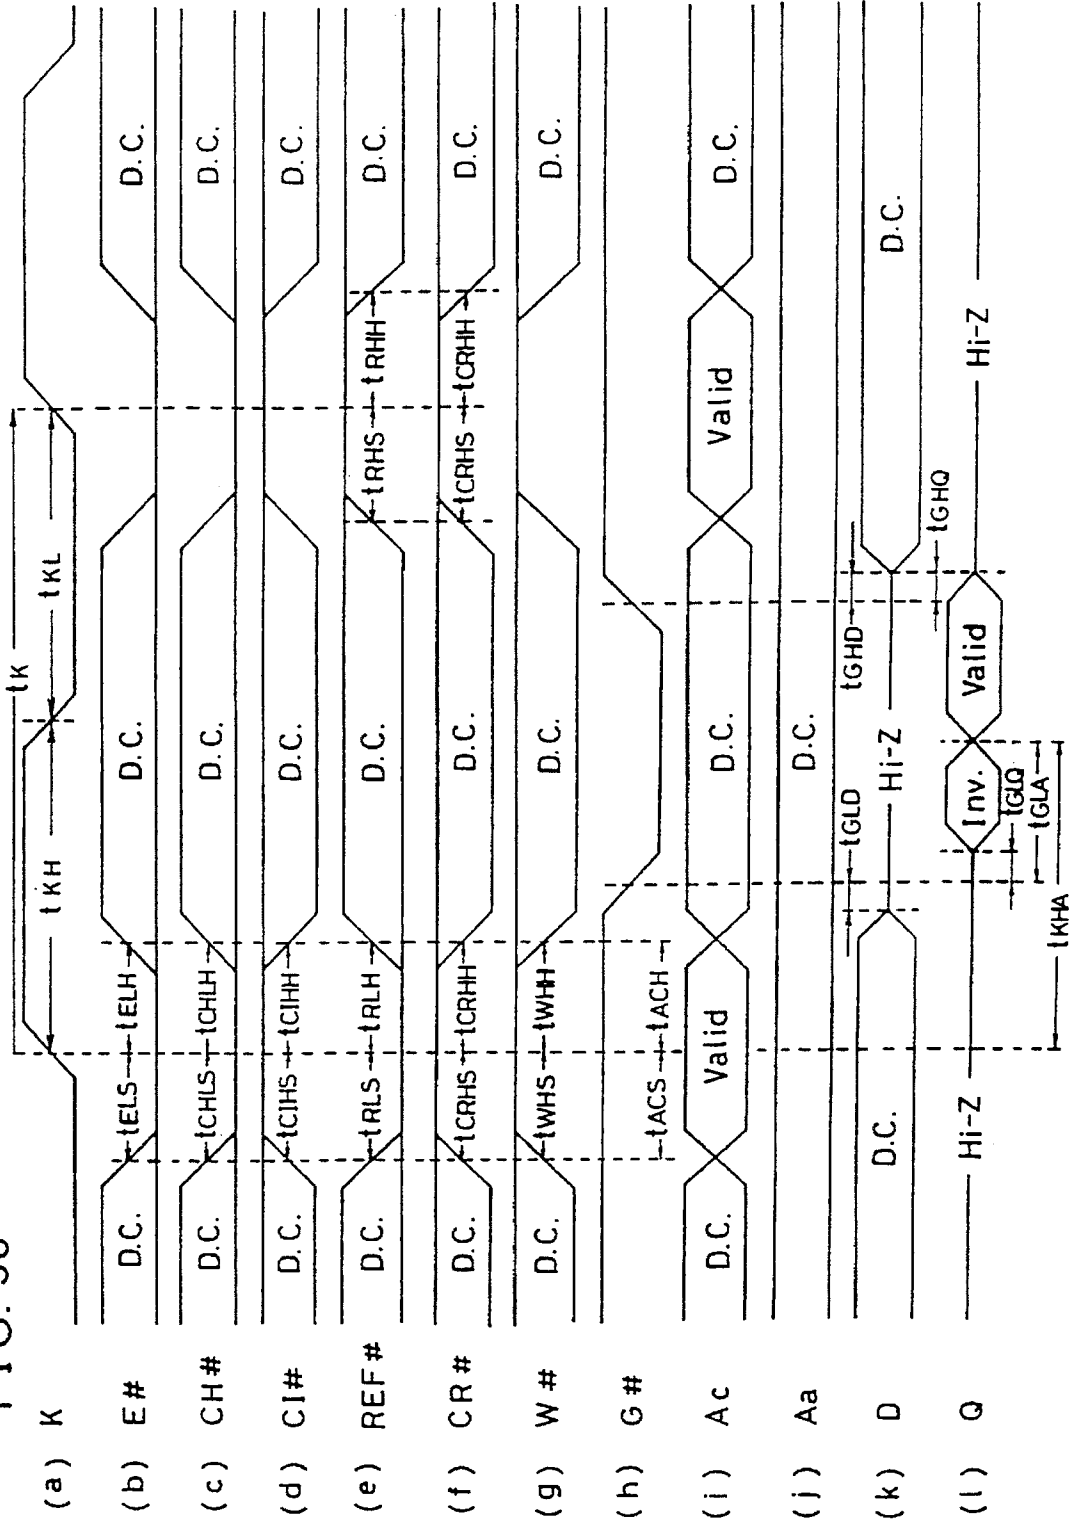 FIG.
tK
(a) K tKH tKL
(b) E# D.C. tELS tELH D.C. D.C.
(c) CH# D.C. tCHLS tCHLH D.C. D.C.
(d) CI# D.C. tCIHS tCIHH D.C. D.C.
(e) REF# D.C. tRLS tRLH D.C. tRHS tRHH D.C.
(f) CR# D.C. tCRHS tCRHH D.C. tCRHS tCRHH D.C.
(g) W# D.C. tWHS tWHH D.C. D.C.
(h) G#
tACS tACH
(i) Ac D.C. Valid D.C. Valid D.C.
(j) Aa D.C.
tGLD tGHD
(k) D D.C. Hi-Z D.C.
tGHQ
(l) Q Hi-Z Inv. Valid Hi-Z
tGLQ
tGLA
tKHA